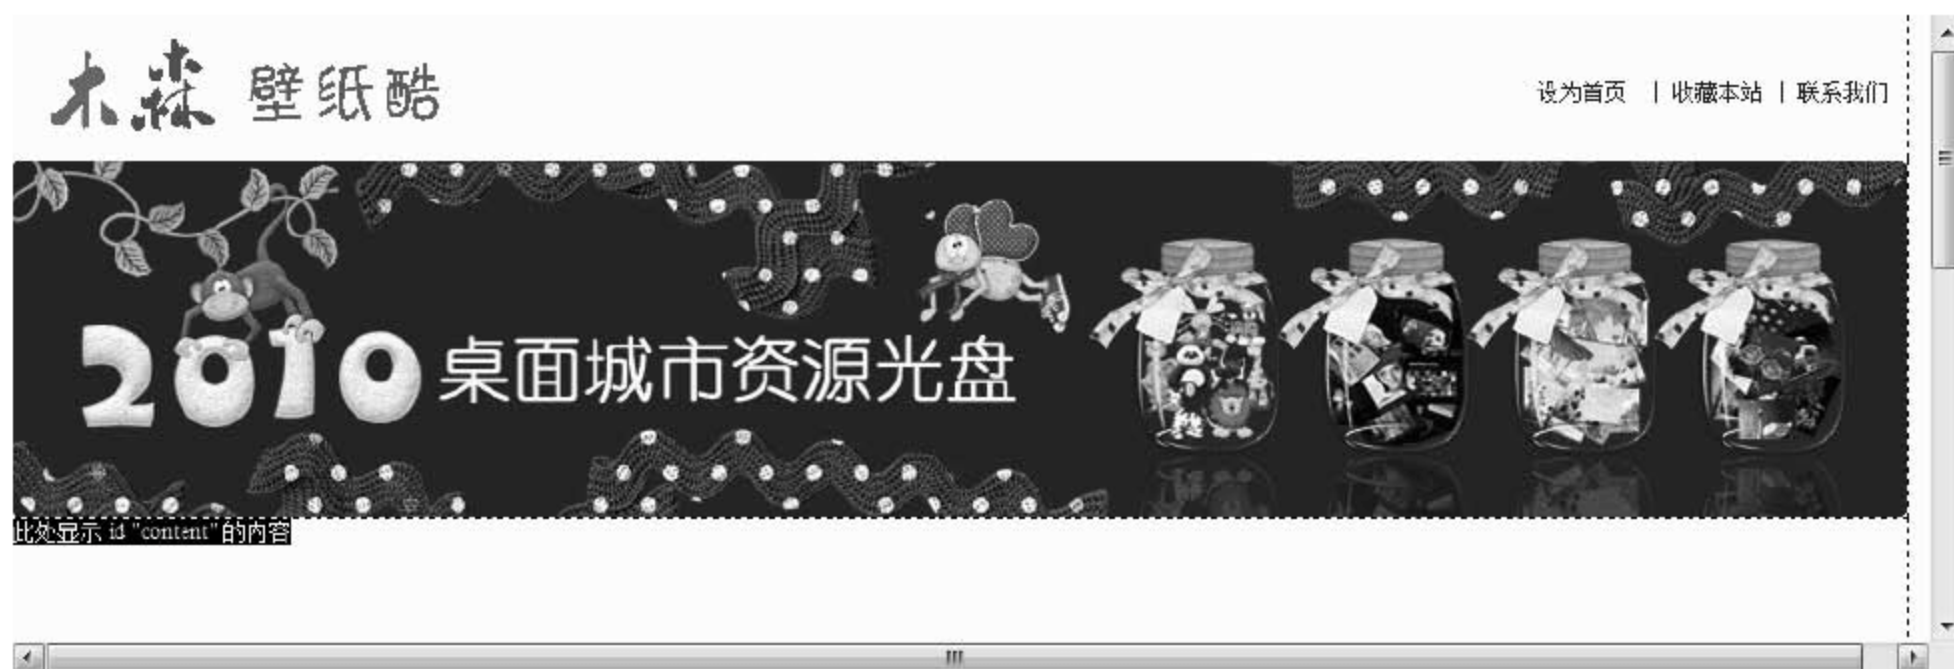 木森 壁纸酷
设为首页 | 收藏本站 | 联系我们
2010 桌面城市资源光盘
此处显示 id "content" 的内容